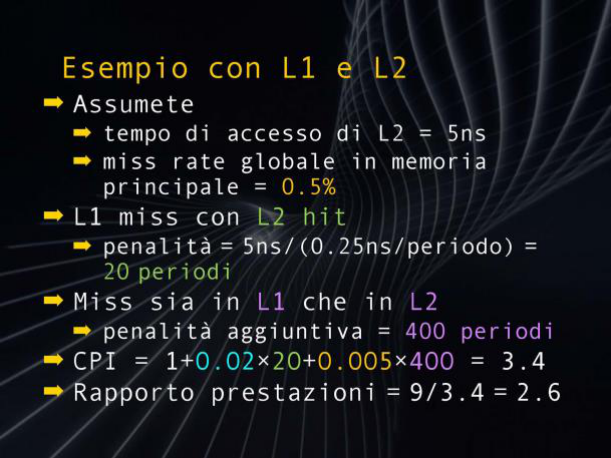 Esempio con L1 e L2
➡ Assumete
➡ tempo di accesso di L2 = 5ns
➡ miss rate globale in memoria
principale = 0.5%
➡ L1 miss con L2 hit
➡ penalità = 5ns/(0.25ns/periodo) =
20 periodi
➡ Miss sia in L1 che in L2
➡ penalità aggiuntiva = 400 periodi
➡ CPI = 1+0.02×20+0.005×400 = 3.4
➡ Rapporto prestazioni = 9/3.4 = 2.6